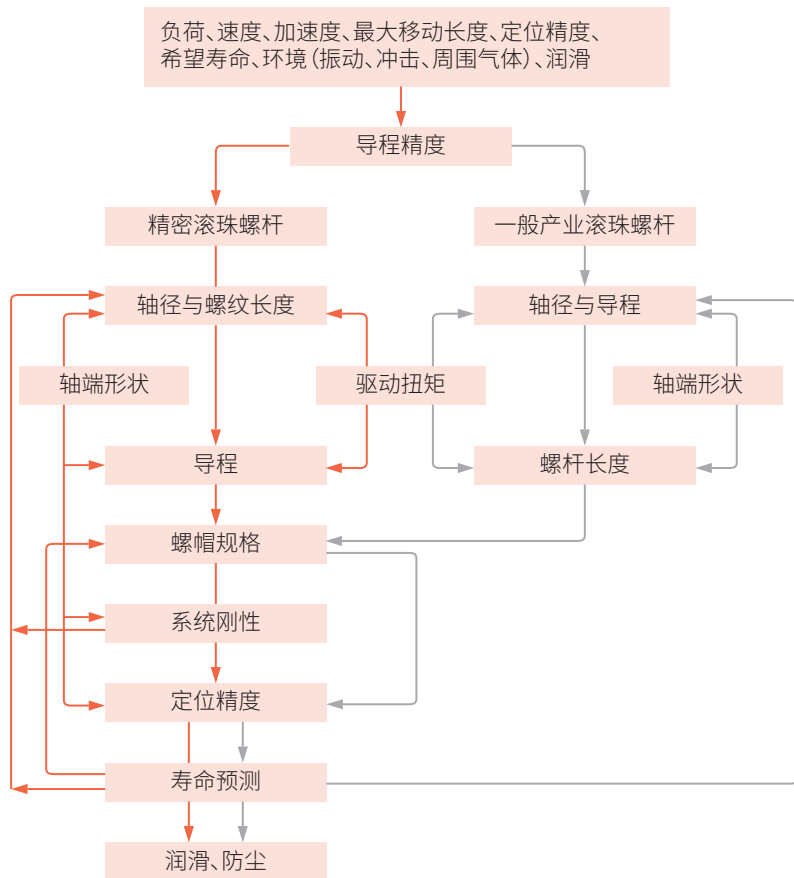 负荷、速度、加速度、最大移动长度、定位精度、
希望寿命、环境（振动、冲击、周围气体）、润滑
导程精度
精密滚珠螺杆
一般产业滚珠螺杆
轴径与螺纹长度
轴径与导程
轴端形状
驱动扭矩
轴端形状
导程
螺杆长度
螺帽规格
系统刚性
定位精度
寿命预测
润滑、防尘